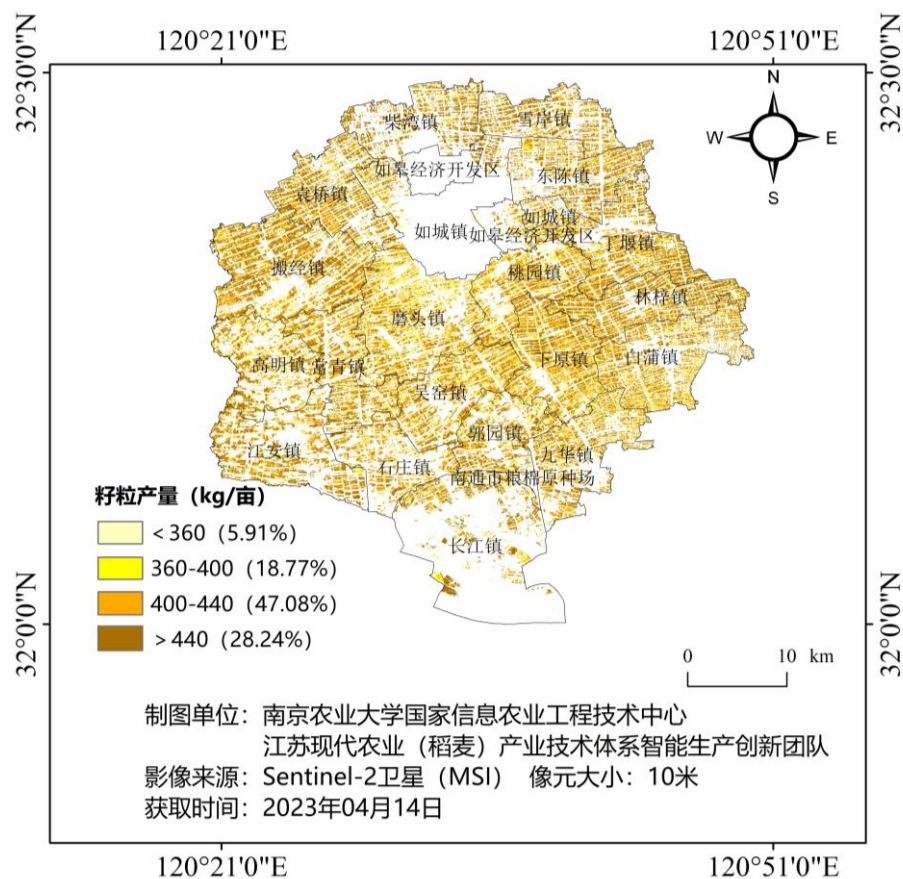 120°21'0"E
120°51'0"E
32°30'0"N
32°30'0"N
N
W
E
S
柴湾镇
雪岸镇
如皋经济开发区
东陈镇
袁桥镇
如城镇
如城镇
如皋经济开发区
丁堰镇
搬经镇
桃园镇
林梓镇
磨头镇
高明镇
常青镇
下原镇
白蒲镇
吴窑镇
郭园镇
江安镇
石庄镇
九华镇
南通市粮棉原种场
长江镇
籽粒产量（kg/亩）
＜360（5.91%）
360-400（18.77%）
400-440（47.08%）
＞440（28.24%）
32°0'0"N
32°0'0"N
0 10 km
制图单位：南京农业大学国家信息农业工程技术中心
江苏现代农业（稻麦）产业技术体系智能生产创新团队
影像来源：Sentinel-2卫星（MSI） 像元大小：10米
获取时间：2023年04月14日
120°21'0"E
120°51'0"E